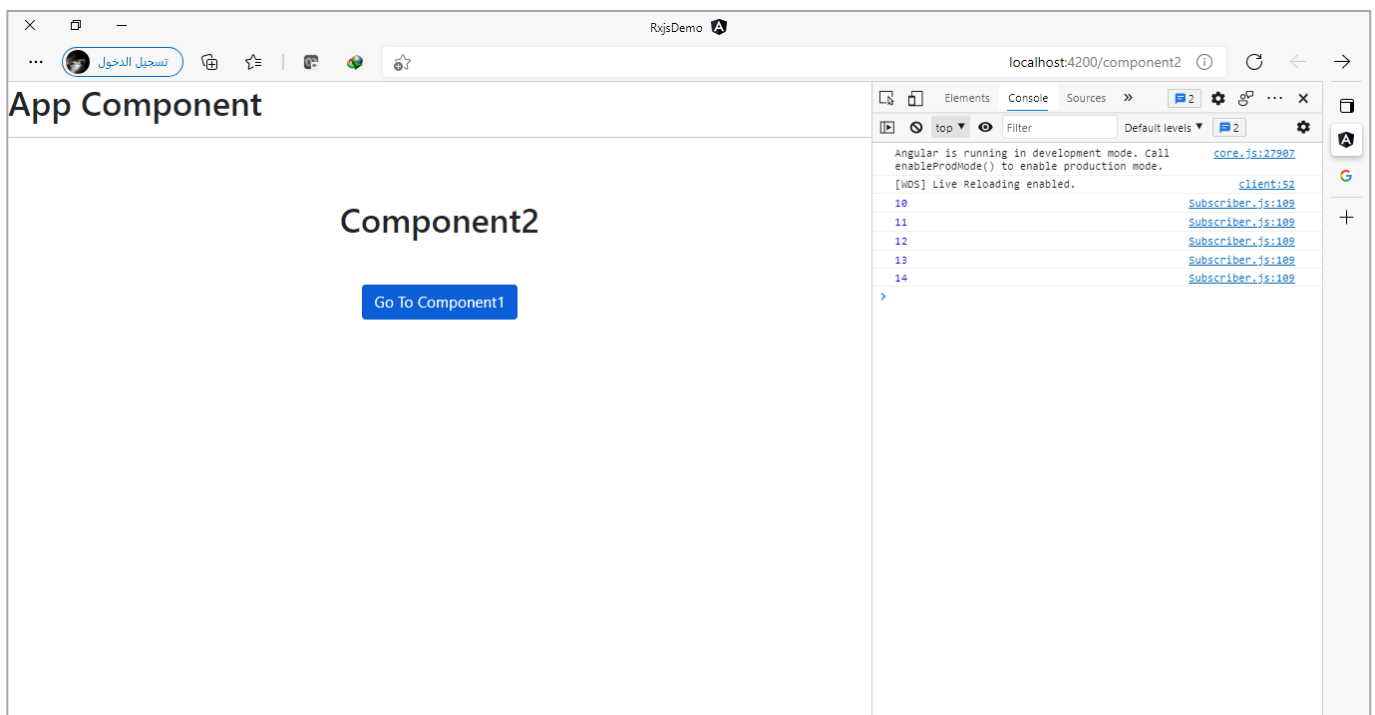 RxjsDemo
تسجيل الدخول
localhost:4200/component2
App Component
Component2
Go To Component1
Elements Console Sources » 2
top ▼ Filter Default levels ▼ 2
Angular is running in development mode. Call core.js:27907
enableProdMode() to enable production mode.
[WDS] Live Reloading enabled. client:52
10 Subscriber.js:109
11 Subscriber.js:109
12 Subscriber.js:109
13 Subscriber.js:109
14 Subscriber.js:109